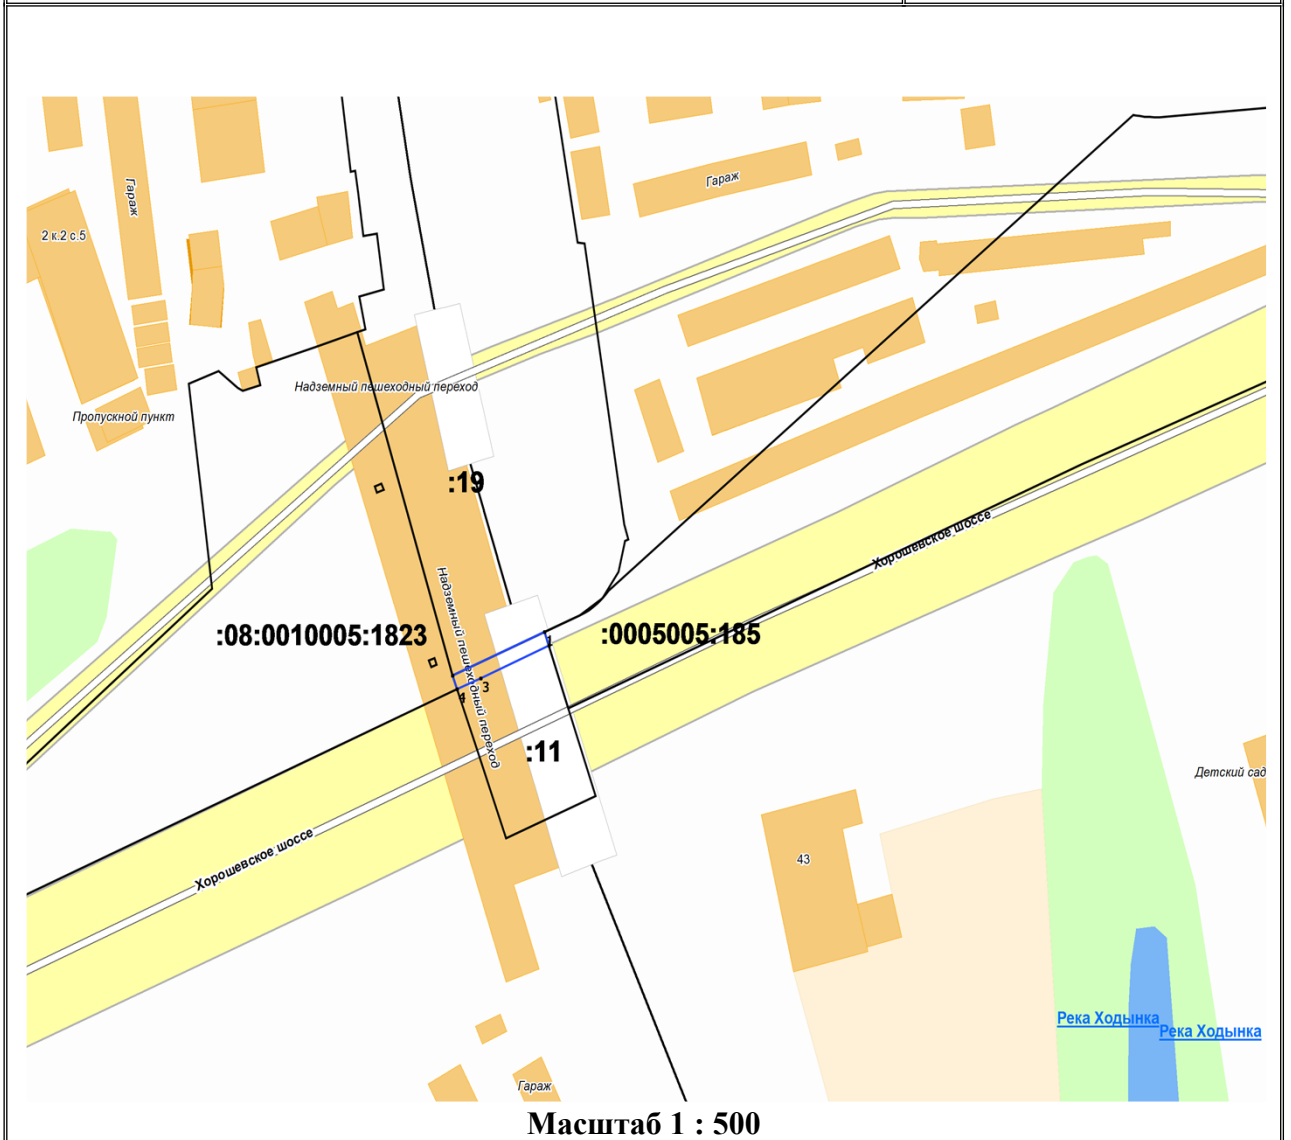 Гараж
Гараж
2 к.2 с.5
Надземный пешеходный переход
Пропускной пункт
:19
Хорошевское шоссе
Надземный пешеходный переход
:08:0010005:1823
:0005005:185
1
3
4
:11
Детский сад
Хорошевское шоссе
43
Река Ходынка
Река Ходынка
Гараж
Масштаб 1 : 500